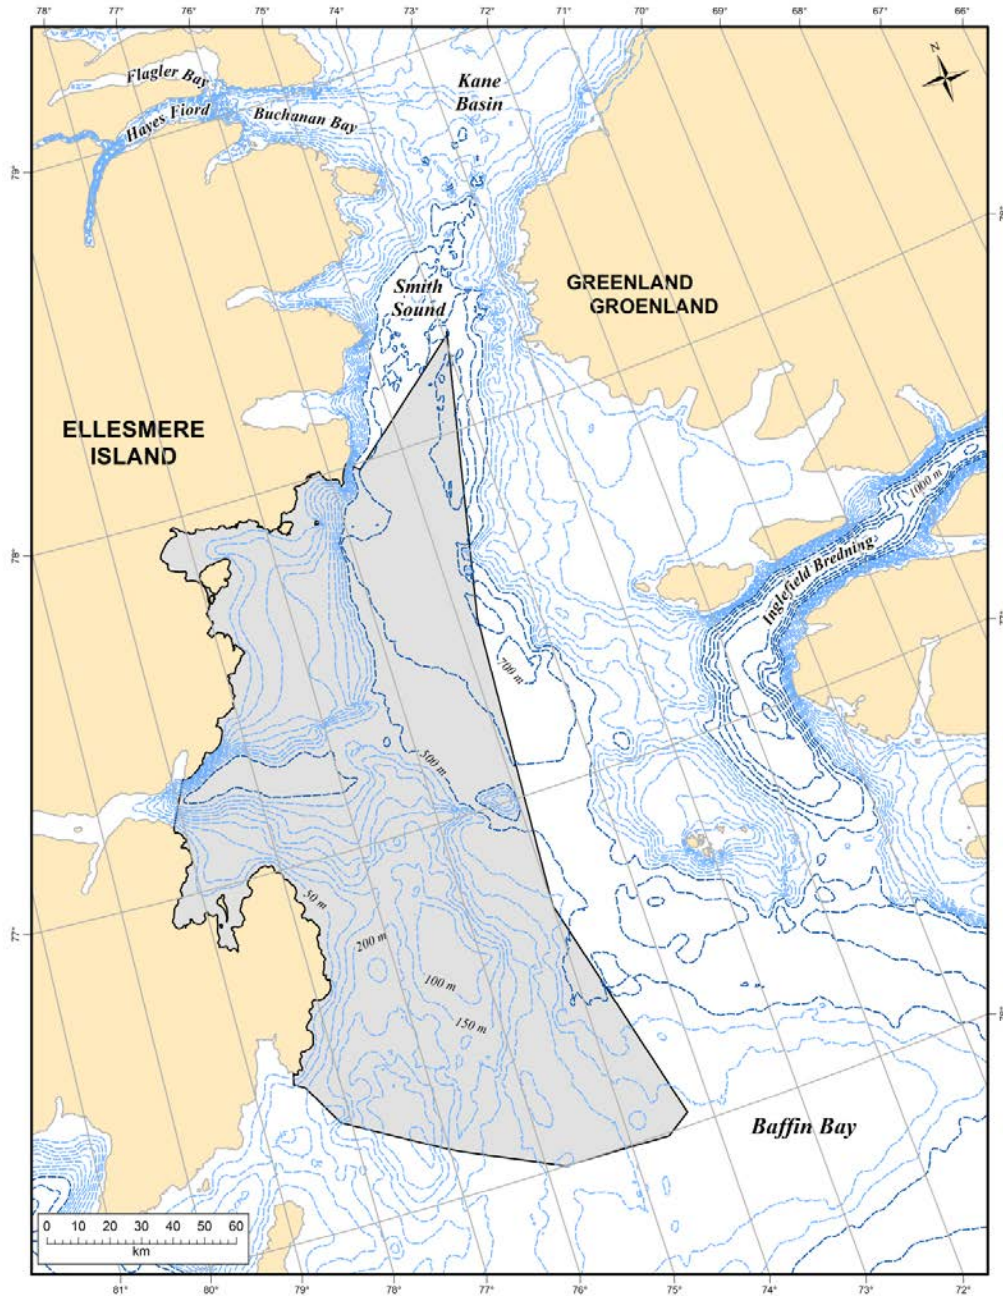 78° 77° 76° 75° 74° 73° 72° 71° 70° 69° 68° 67° 66°
N
Flagler Bay
Kane
Basin
Hayes Fiord
Buchanan Bay
79°
Smith
Sound
GREENLAND
GROENLAND
ELLESMERE
ISLAND
1000 m
78°
Inglefield Bredning
700 m
500 m
50 m
200 m
77°
100 m
150 m
Baffin Bay
0 10 20 30 40 50 60
km
81° 80° 79° 78° 77° 76° 75° 74° 73° 72°